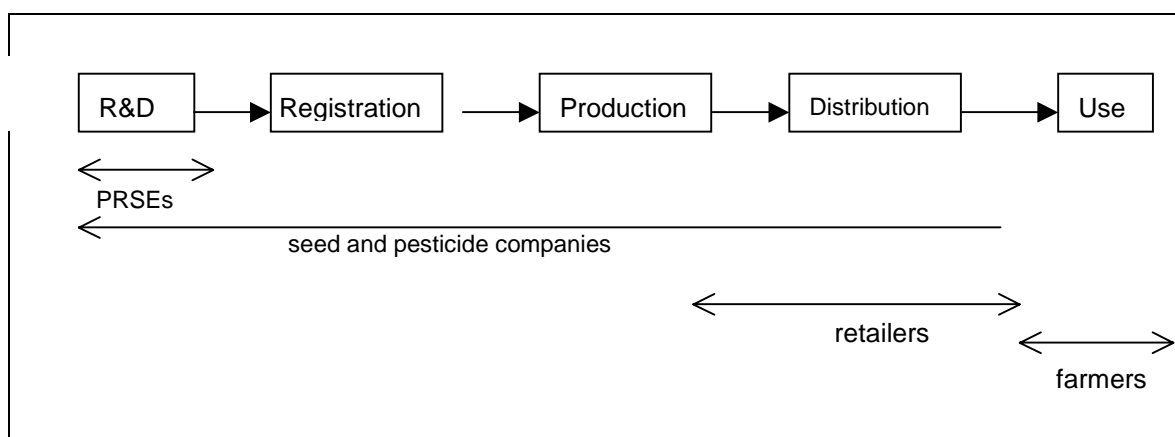 R&D Registration Production Distribution Use
PRSEs
seed and pesticide companies
retailers
farmers